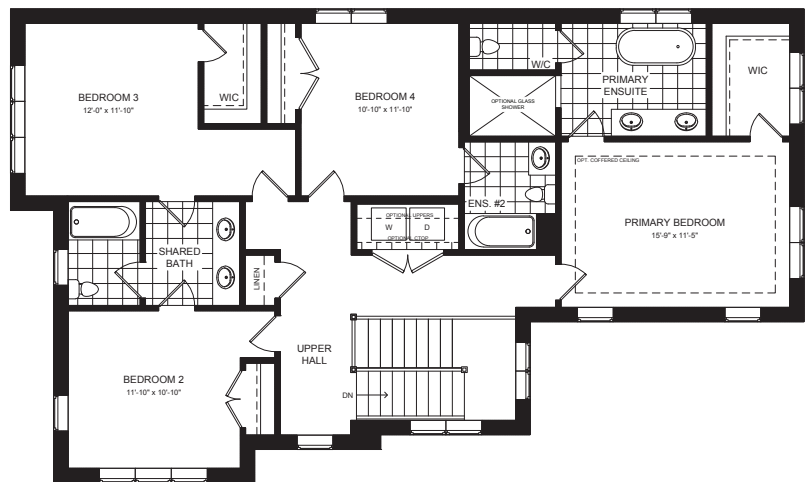 BEDROOM 3
12'-0" x 11'-10"
WIC
BEDROOM 4
10'-10" x 11'-10"
W/C
OPTIONAL GLASS
SHOWER
PRIMARY
ENSUITE
WIC
OPT. COFFERED CEILING
PRIMARY BEDROOM
15'-9" x 11'-5"
ENS. #2
OPTIONAL UPPERS
W
D
OPTIONAL CTOP
SHARED
BATH
LINEN
UPPER
HALL
BEDROOM 2
11'-10" x 10'-10"
DN